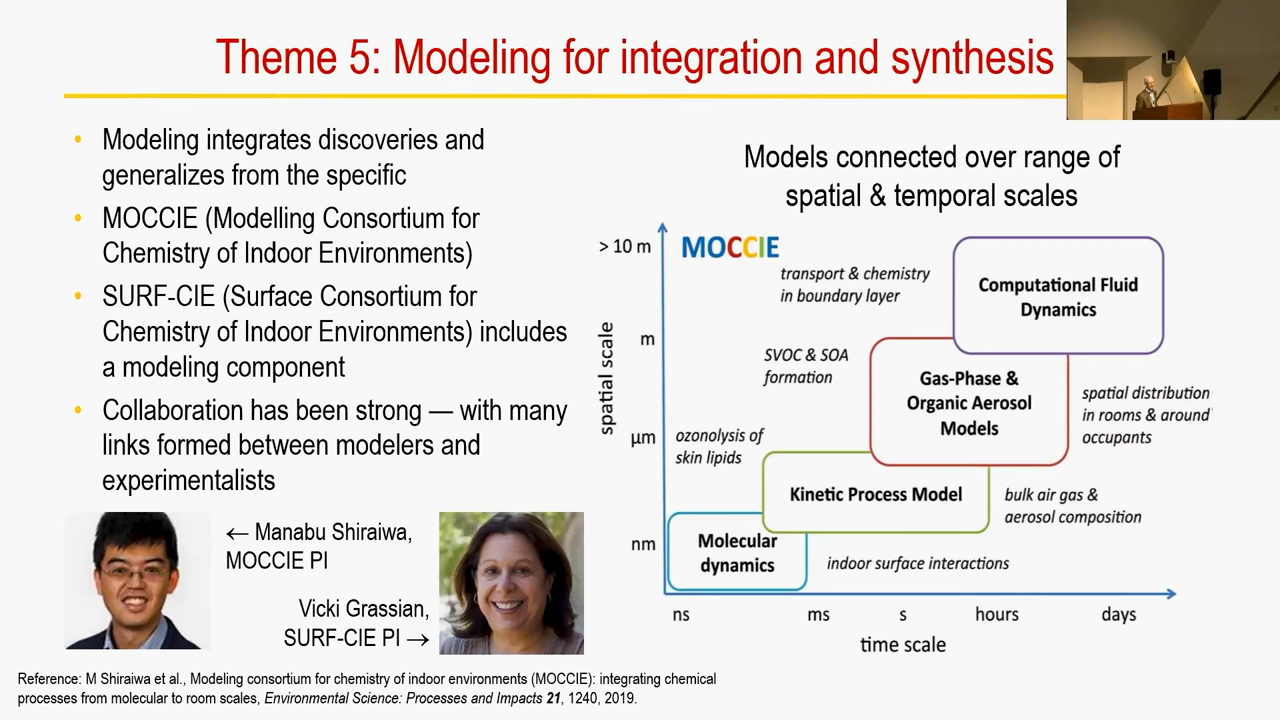 Theme 5: Modeling for integration and synthesis
• Modeling integrates discoveries and
generalizes from the specific
• MOCCIE (Modelling Consortium for
Chemistry of Indoor Environments)
• SURF-CIE (Surface Consortium for
Chemistry of Indoor Environments) includes
a modeling component
• Collaboration has been strong — with many
links formed between modelers and
experimentalists
← Manabu Shiraiwa,
MOCCIE PI
Vicki Grassian,
SURF-CIE PI →
Models connected over range of
spatial & temporal scales
MOCCIE
> 10 m
m
μm
nm
spatial scale
transport & chemistry
in boundary layer
Computational Fluid
Dynamics
SVOC & SOA
formation
Gas-Phase &
Organic Aerosol
Models
spatial distribution
in rooms & around
occupants
ozonolysis of
skin lipids
Kinetic Process Model
bulk air gas &
aerosol composition
Molecular
dynamics
indoor surface interactions
ns
ms
s
hours
days
time scale
Reference: M Shiraiwa et al., Modeling consortium for chemistry of indoor environments (MOCCIE): integrating chemical
processes from molecular to room scales, Environmental Science: Processes and Impacts 21, 1240, 2019.